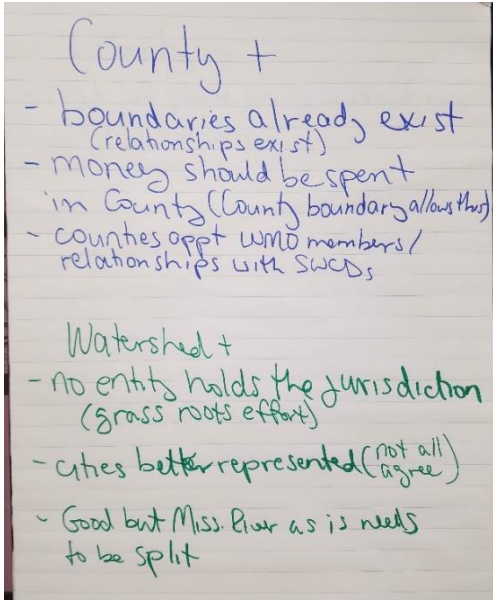 County +
- boundaries already exist
(relationships exist)
- money should be spent
in County (County boundary allows this)
- counties appt WMO members/
relationships with SWCDs
Watershed +
- no entity holds the jurisdiction
(grass roots effort)
- cities better represented (not all
agree)
- Good but Miss. River as is needs
to be split